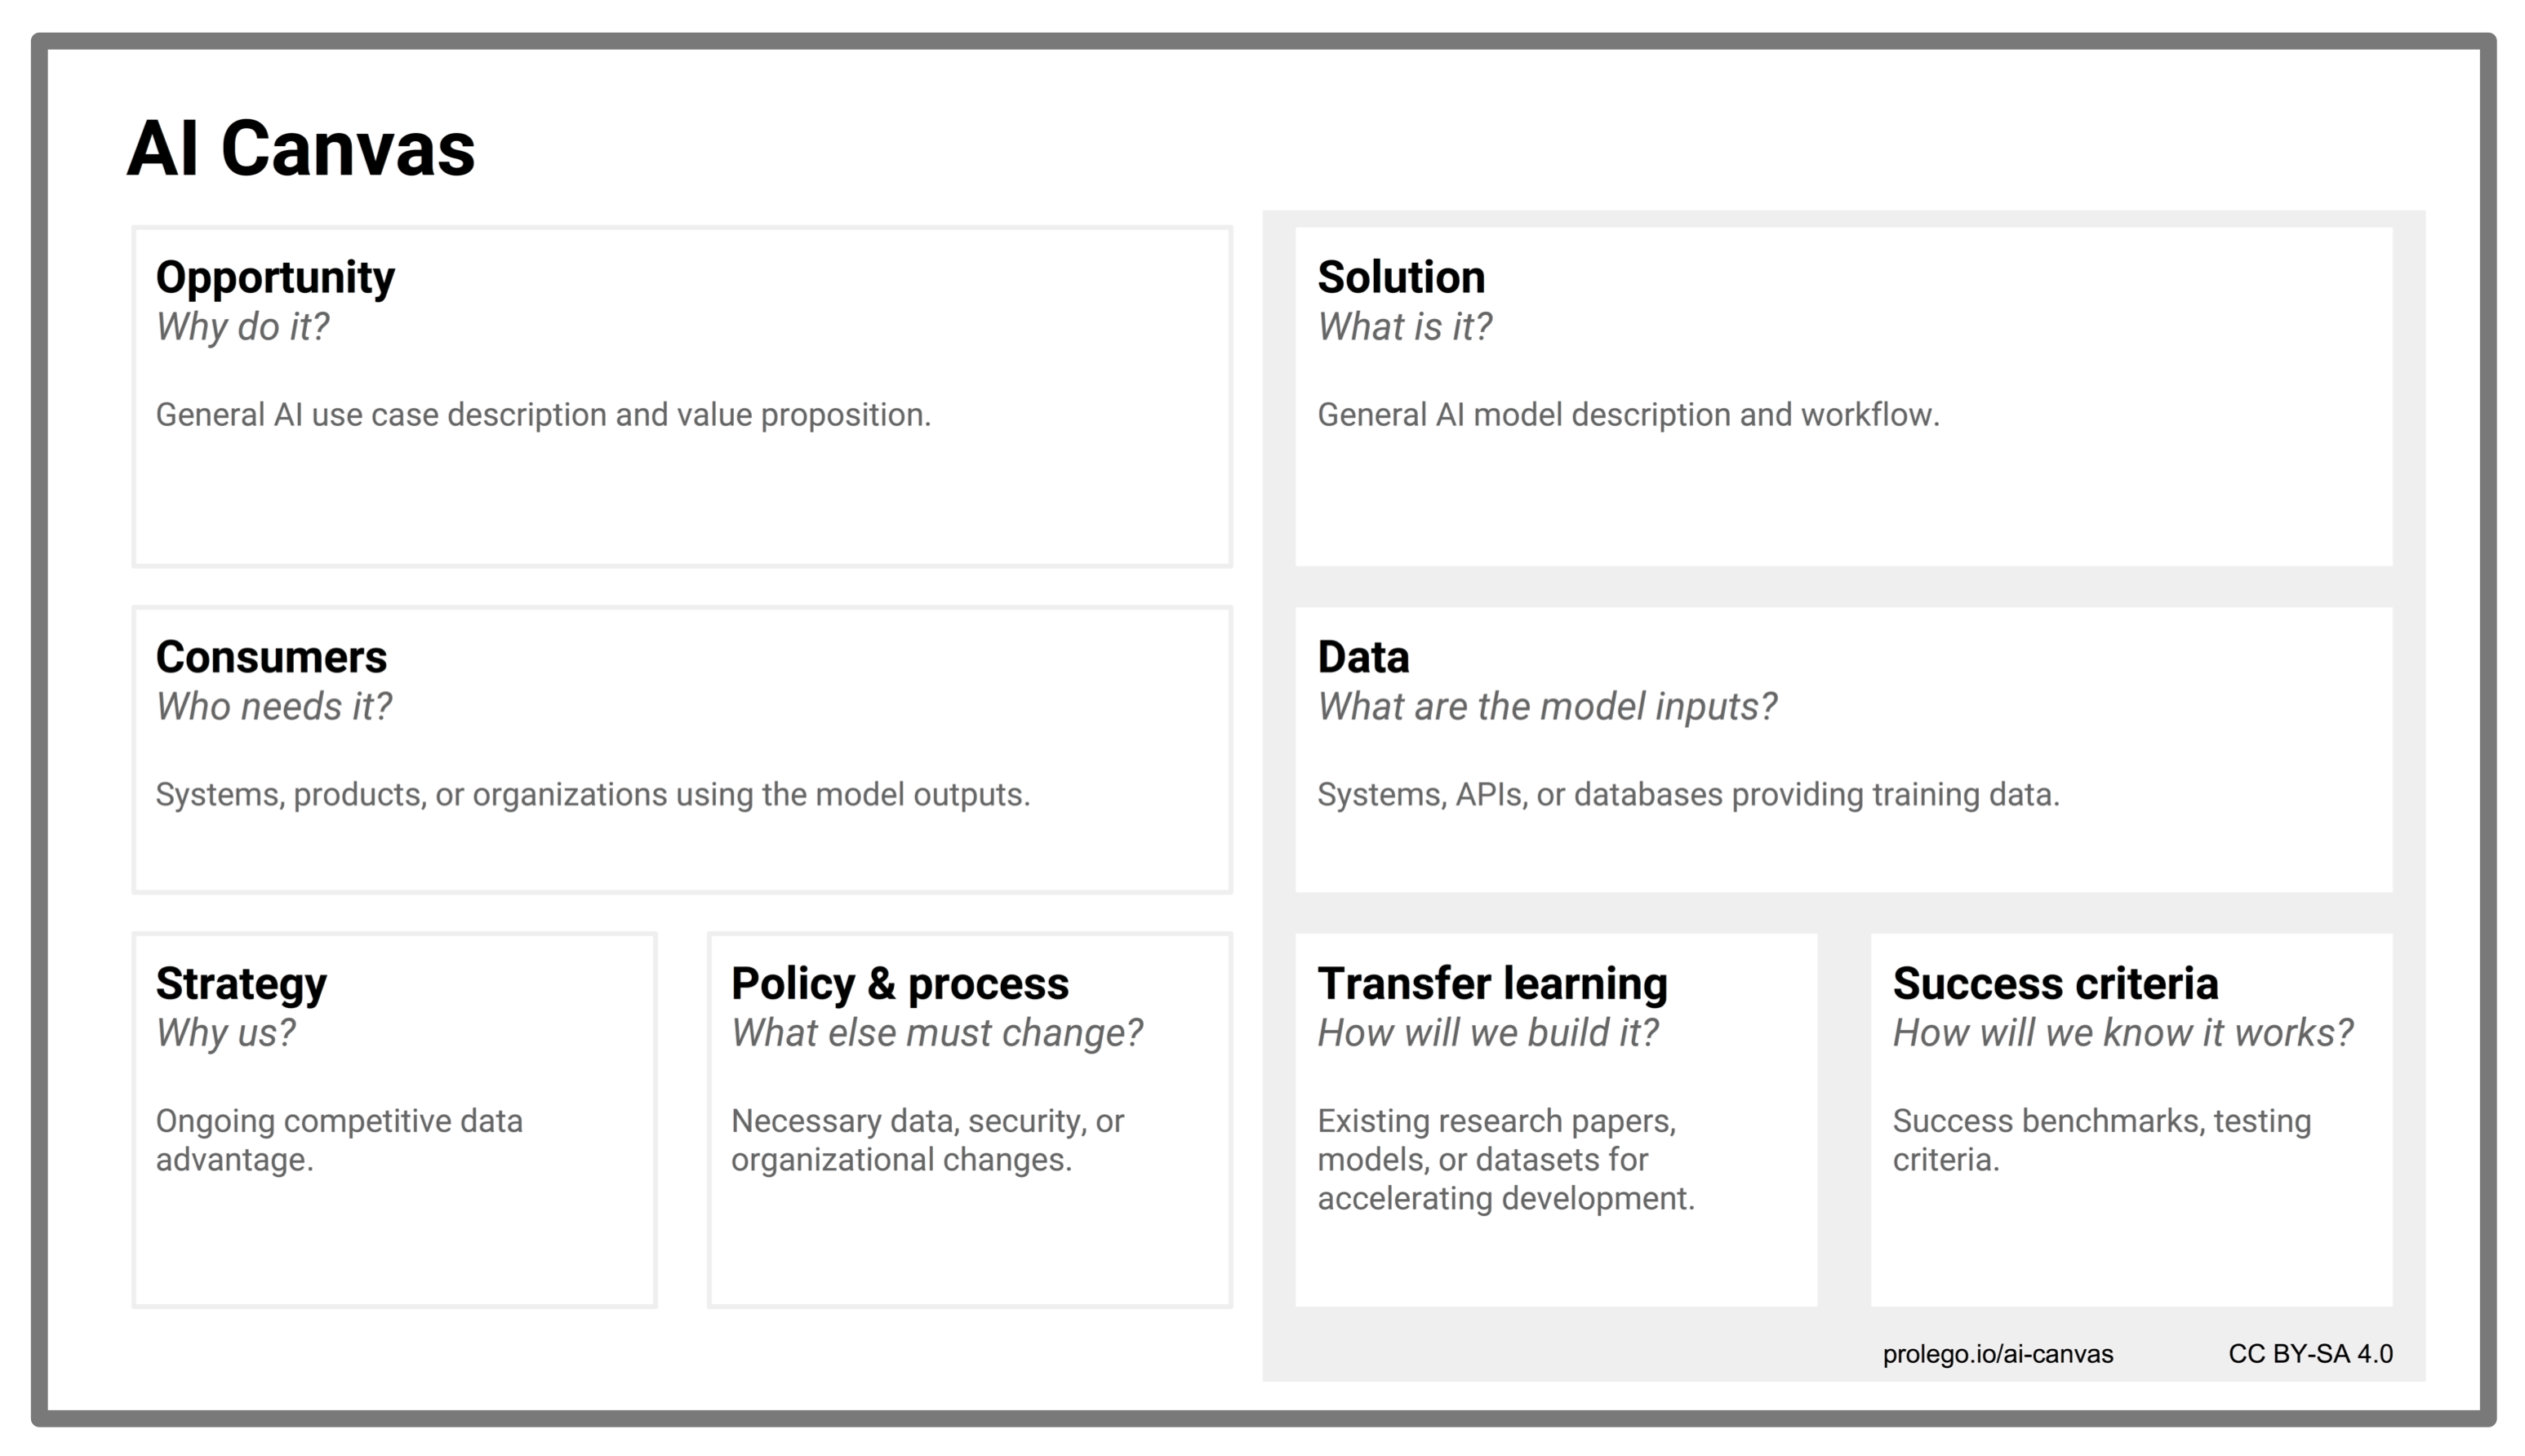 AI Canvas
Opportunity
Why do it?
General AI use case description and value proposition.
Solution
What is it?
General AI model description and workflow.
Consumers
Who needs it?
Systems, products, or organizations using the model outputs.
Data
What are the model inputs?
Systems, APIs, or databases providing training data.
Strategy
Why us?
Ongoing competitive data
advantage.
Policy & process
What else must change?
Necessary data, security, or
organizational changes.
Transfer learning
How will we build it?
Existing research papers,
models, or datasets for
accelerating development.
Success criteria
How will we know it works?
Success benchmarks, testing
criteria.
prolego.io/ai-canvas
CC BY-SA 4.0